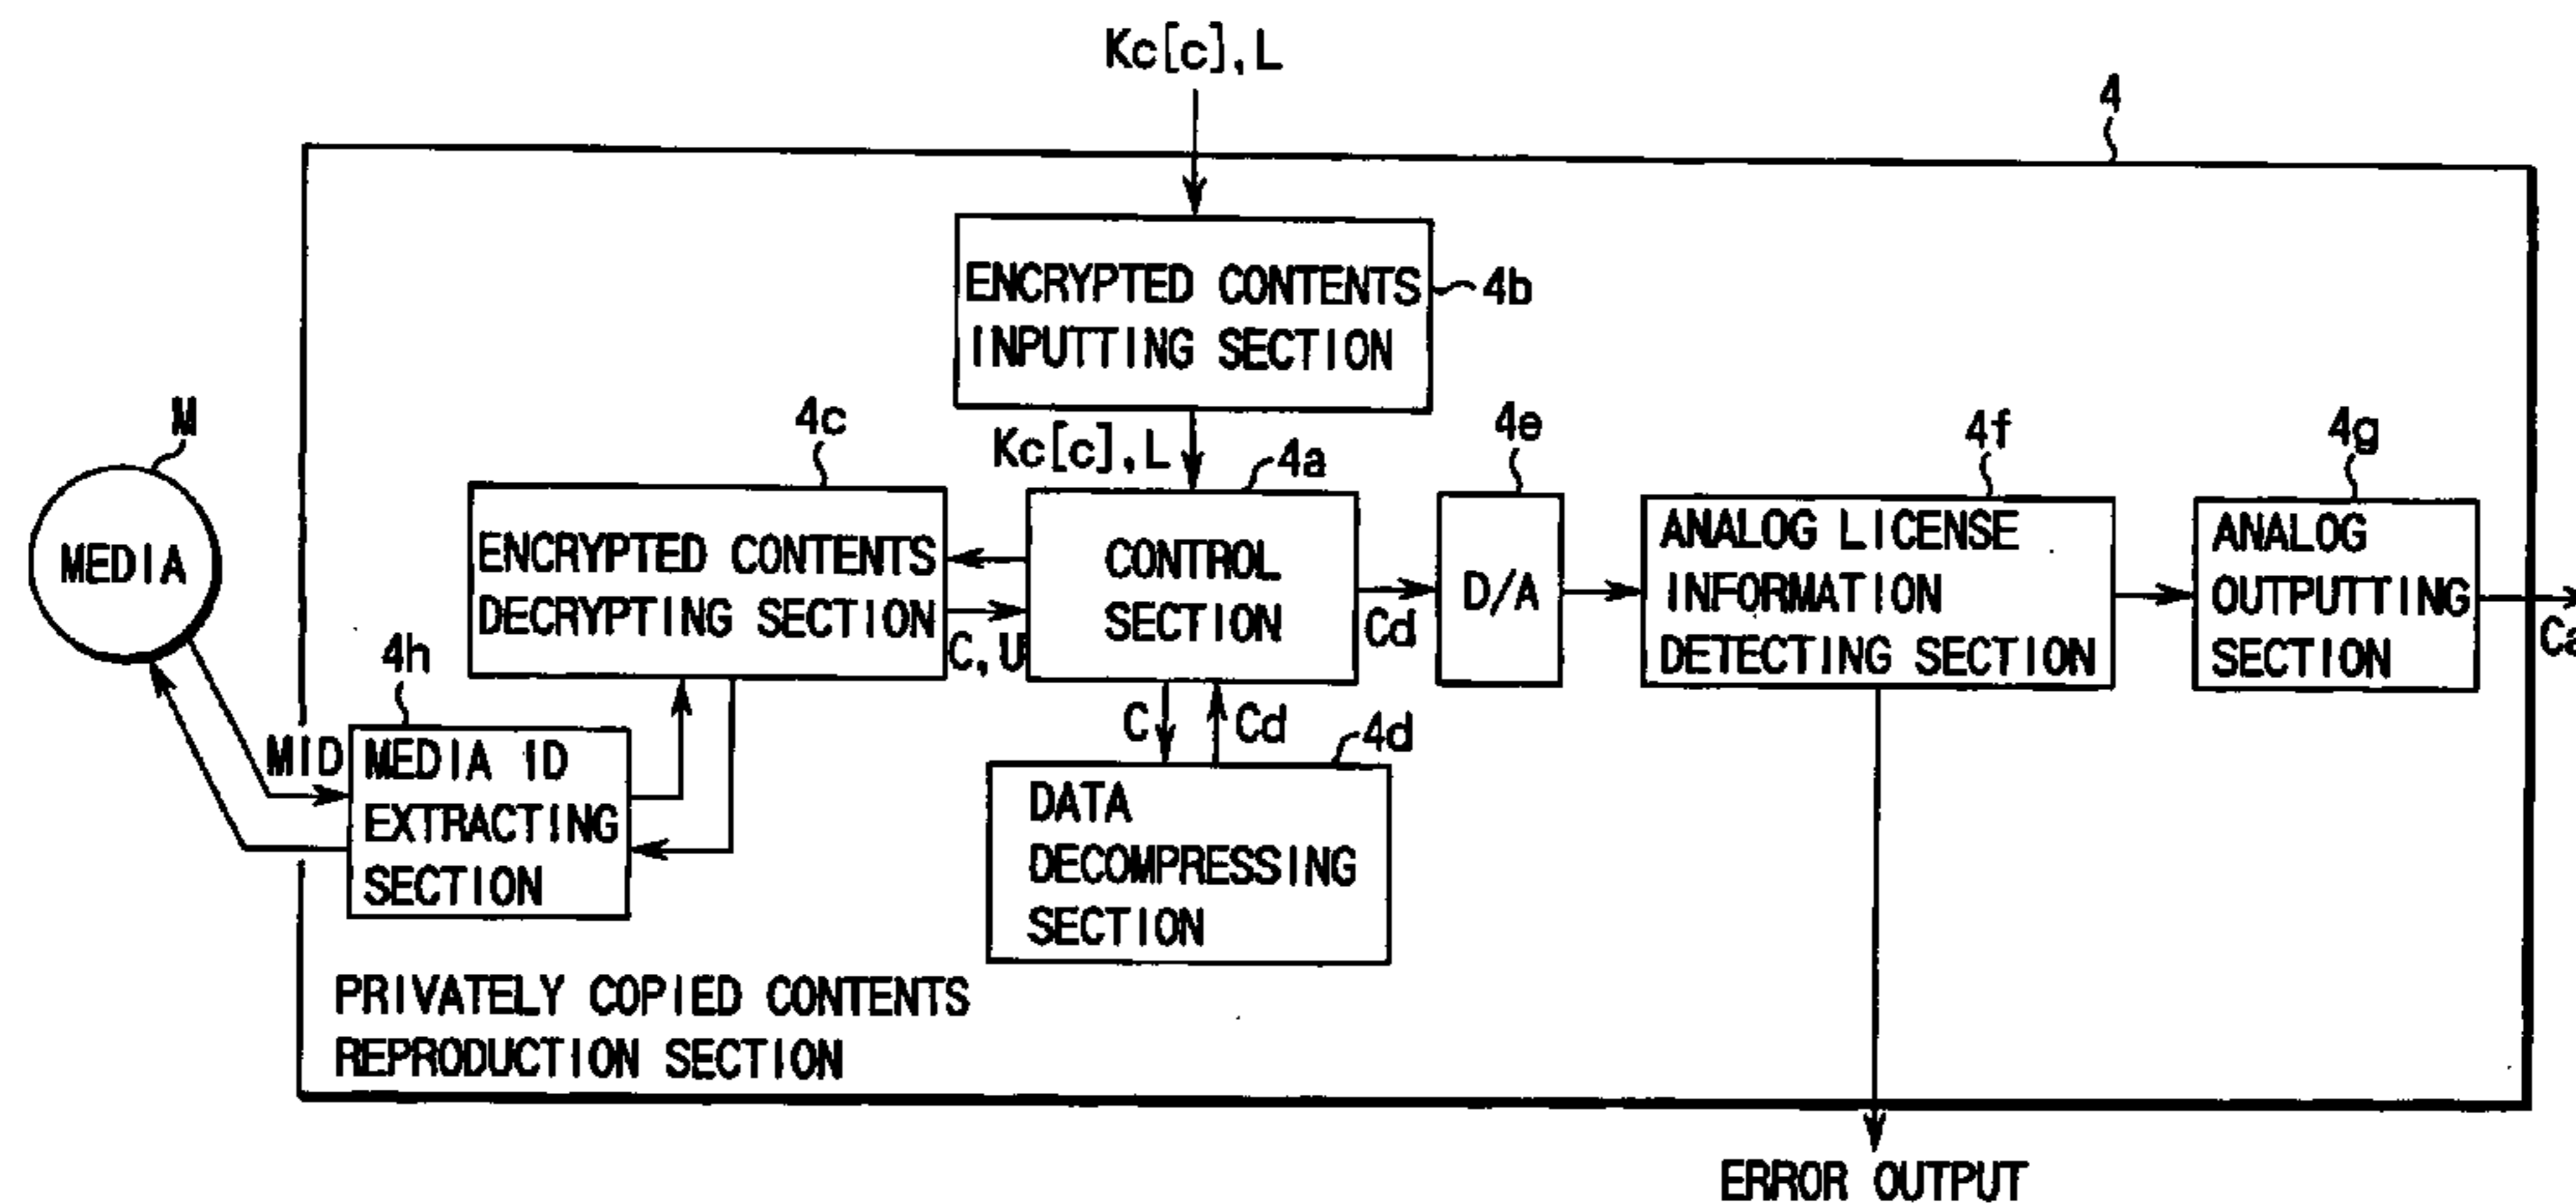 Kc[c],L
4
ENCRYPTED CONTENTS
INPUTTING SECTION
4b
M
MEDIA
4c
Kc[c],L
4a
4e
4f
4g
ENCRYPTED CONTENTS
DECRYPTING SECTION
C,U
CONTROL
SECTION
Cd
D/A
ANALOG LICENSE
INFORMATION
DETECTING SECTION
ANALOG
OUTPUTTING
SECTION
Ca
4h
MID
MEDIA ID
EXTRACTING
SECTION
C
Cd
4d
DATA
DECOMPRESSING
SECTION
PRIVATELY COPIED CONTENTS
REPRODUCTION SECTION
ERROR OUTPUT